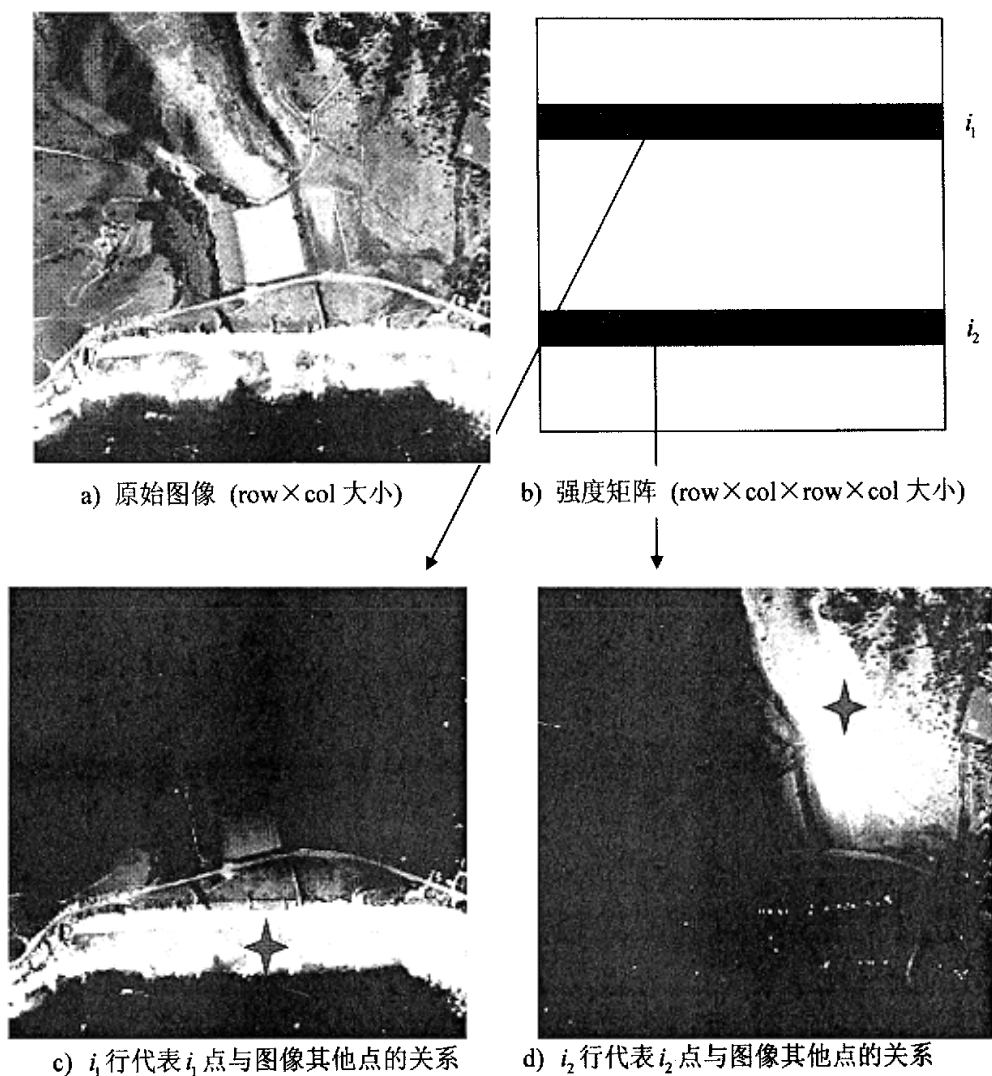 i₁
i₂
a) 原始图像 (row×col 大小)
b) 强度矩阵 (row×col×row×col 大小)
c) i₁行代表i₁点与图像其他点的关系
d) i₂行代表i₂点与图像其他点的关系